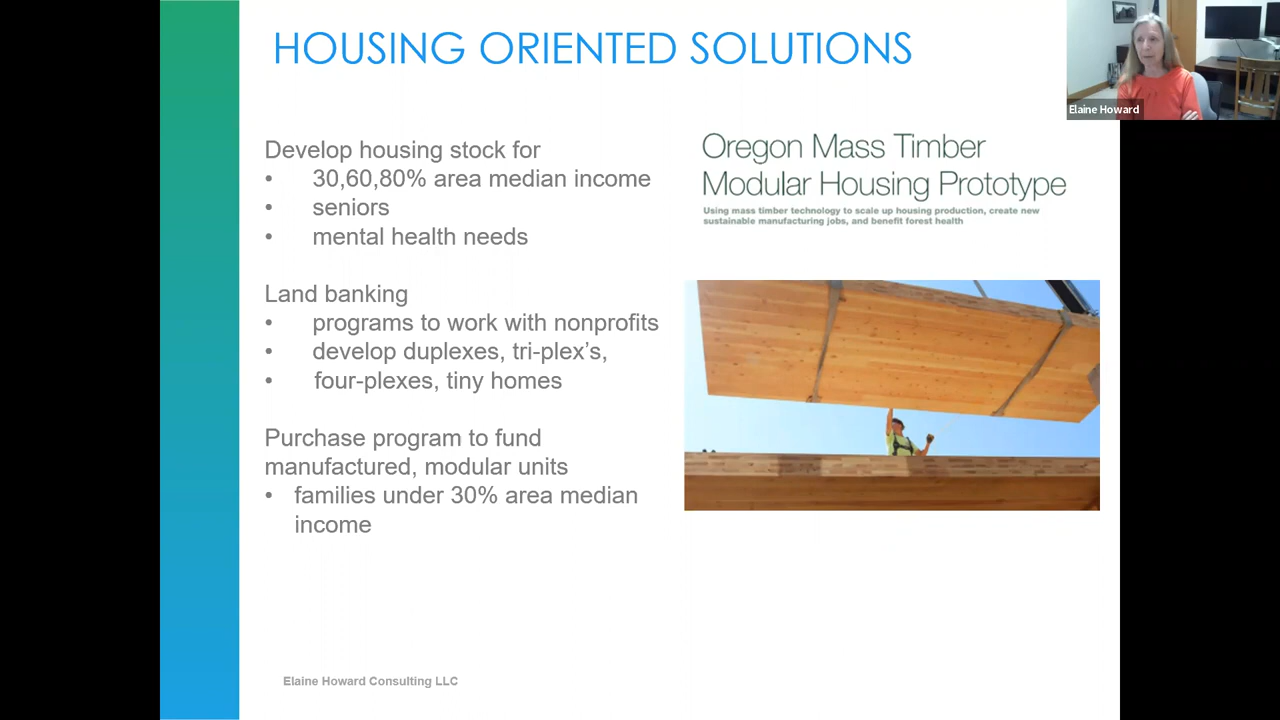 HOUSING ORIENTED SOLUTIONS
Elaine Howard
Develop housing stock for
• 30,60,80% area median income
• seniors
• mental health needs
Land banking
• programs to work with nonprofits
• develop duplexes, tri-plex’s,
• four-plexes, tiny homes
Purchase program to fund
manufactured, modular units
• families under 30% area median
income
Oregon Mass Timber
Modular Housing Prototype
Using mass timber technology to scale up housing production, create new
sustainable manufacturing jobs, and benefit forest health
Elaine Howard Consulting LLC